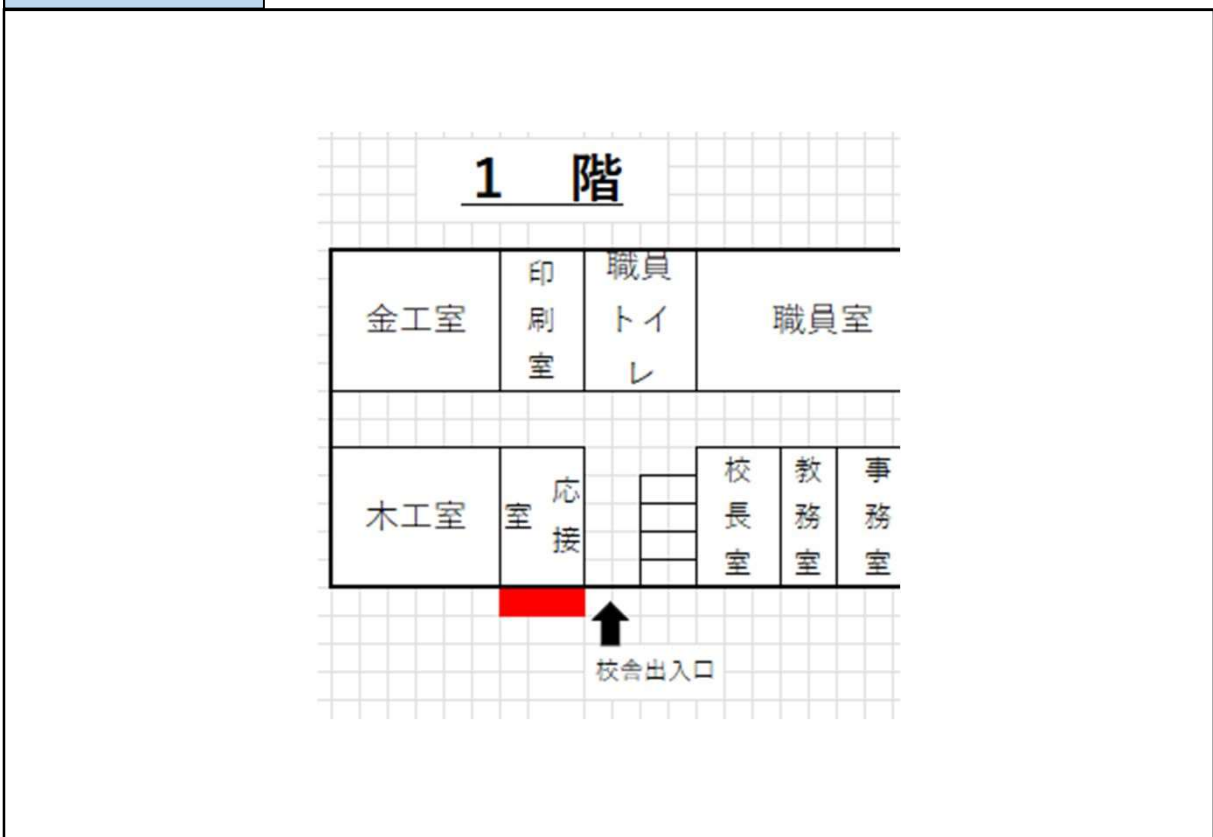 1 階
金工室
印刷室
職員トイレ
職員室
木工室
応接室
校長室
教務室
事務室
校舎出入口